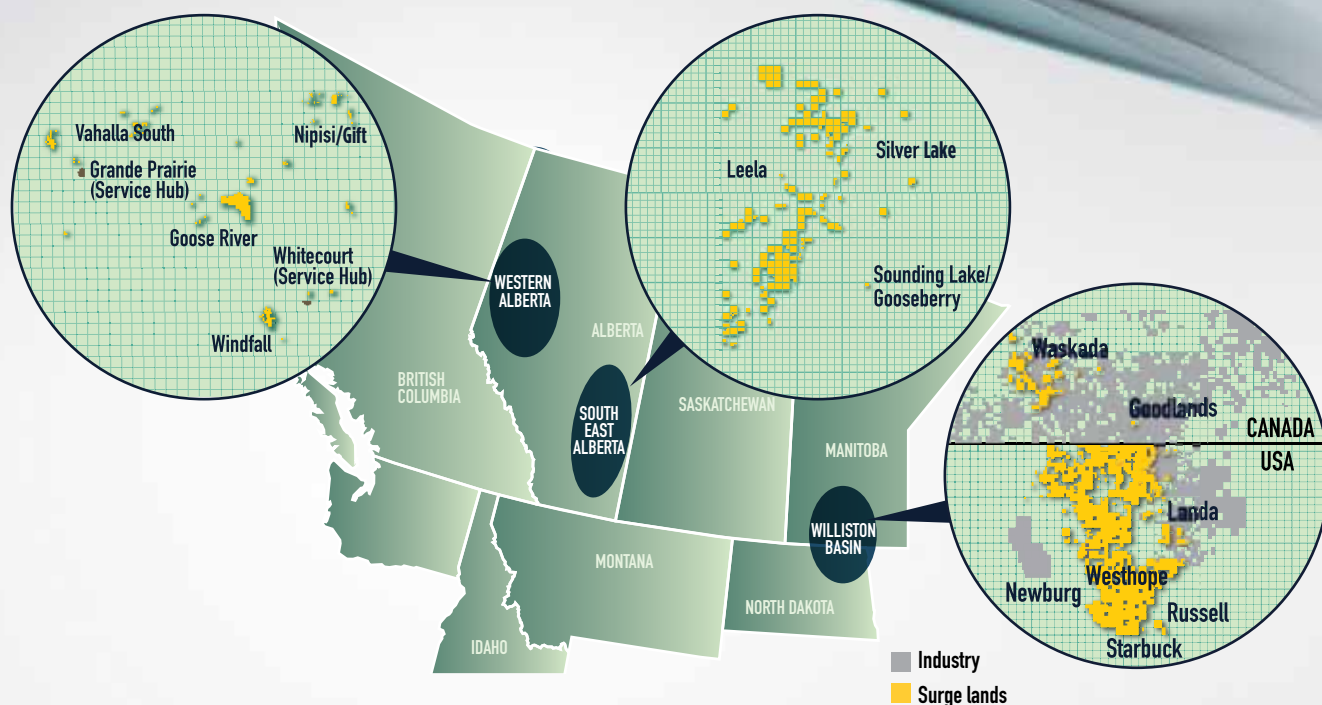 Vahalla South
Nipisi/Gift
Grande Prairie
(Service Hub)
Goose River
Whitecourt
(Service Hub)
Windfall
Leela
Silver Lake
Sounding Lake/
Gooseberry
WESTERN
ALBERTA
ALBERTA
BRITISH
COLUMBIA
SOUTH
EAST
ALBERTA
SASKATCHEWAN
MANITOBA
WILLISTON
BASIN
MONTANA
NORTH DAKOTA
IDAHO
Waskada
Goodlands
CANADA
USA
Landa
Westhope
Newburg
Russell
Starbuck
Industry
Surge lands